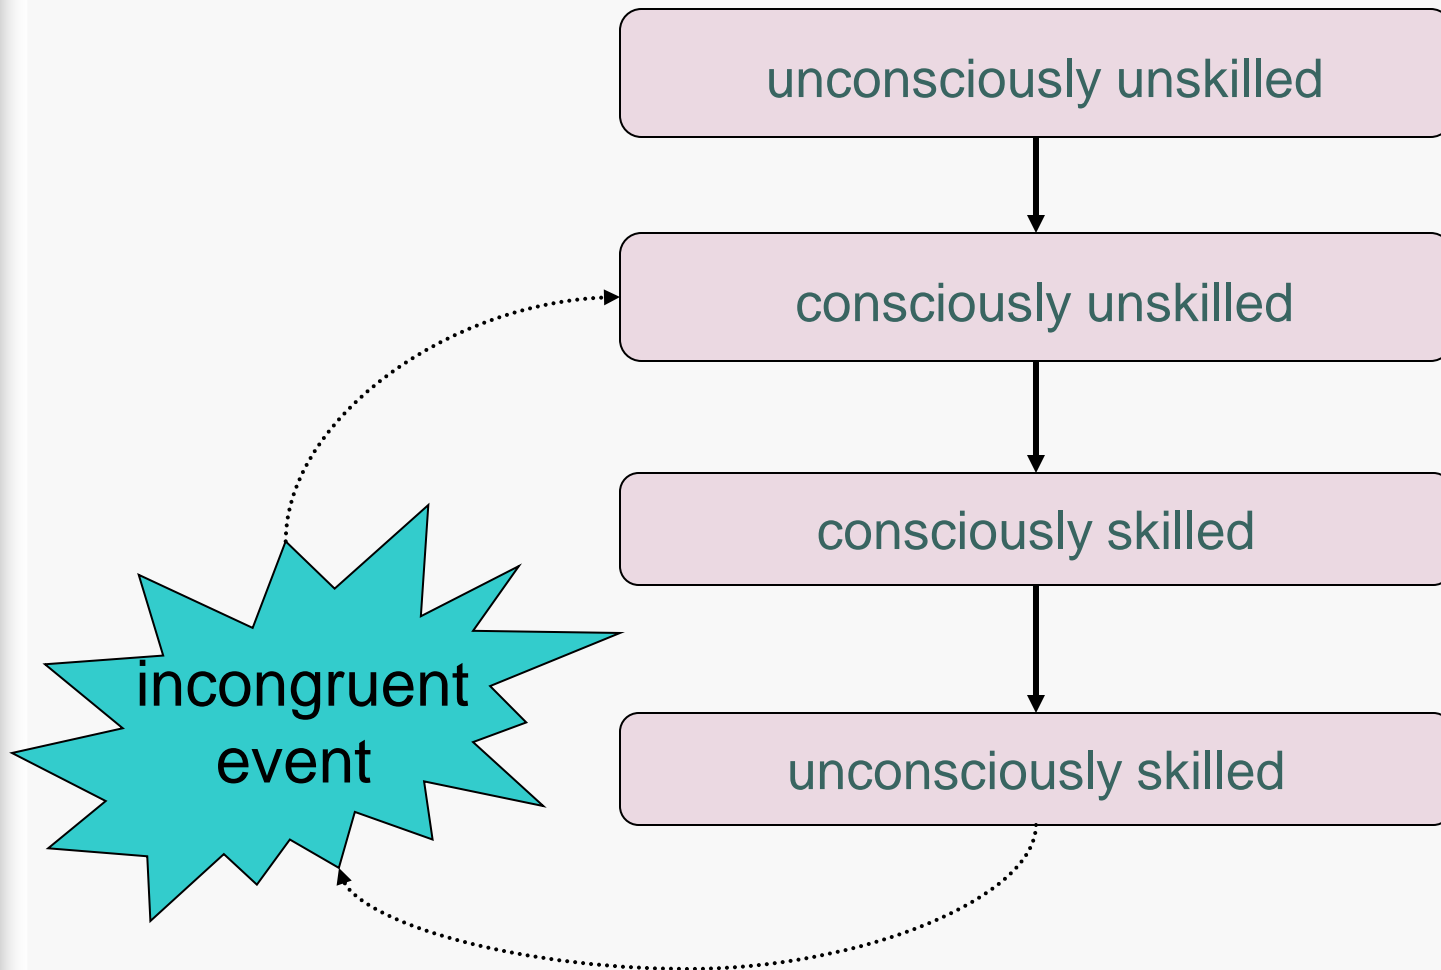 unconsciously unskilled
consciously unskilled
consciously skilled
incongruent
event
unconsciously skilled